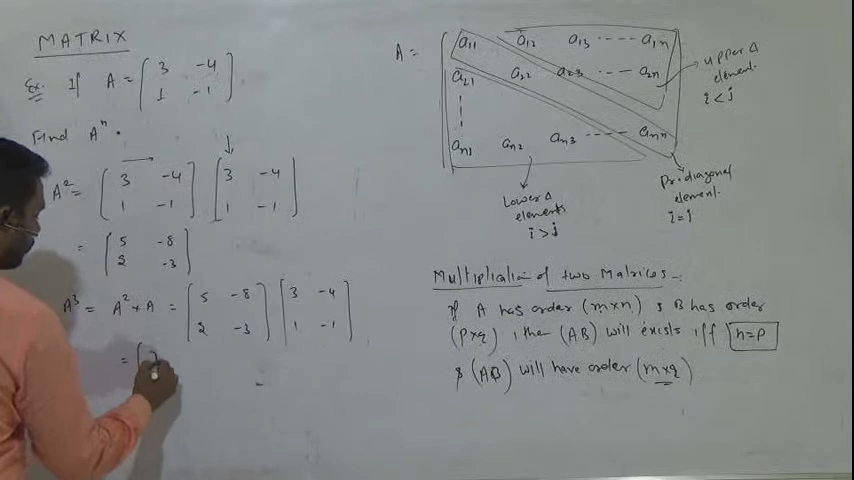 MATRIX
Ex. If A = [ 3 -4
1 -1 ]
Find Aⁿ.
A² = [ 3 -4 [ 3 -4
1 -1 ] 1 -1 ]
= [ 5 -8
2 -3 ]
A³ = A² × A = [ 5 -8 [ 3 -4
2 -3 ] 1 -1 ]
= [ 7
A =
a11 a12 a13 ---- a1n
a21 a22 a23 --- a2n
an1 an2 an3 ---- ann
upper Δ
element.
i < j
Lower Δ
elements
i > j
Pr. diagonal
element.
i = j
Multiplication of two Matrices -:
If A has order (m×n) & B has order
(p×q), then (AB) will exists iff n=p
& (AB) will have order (m×q)